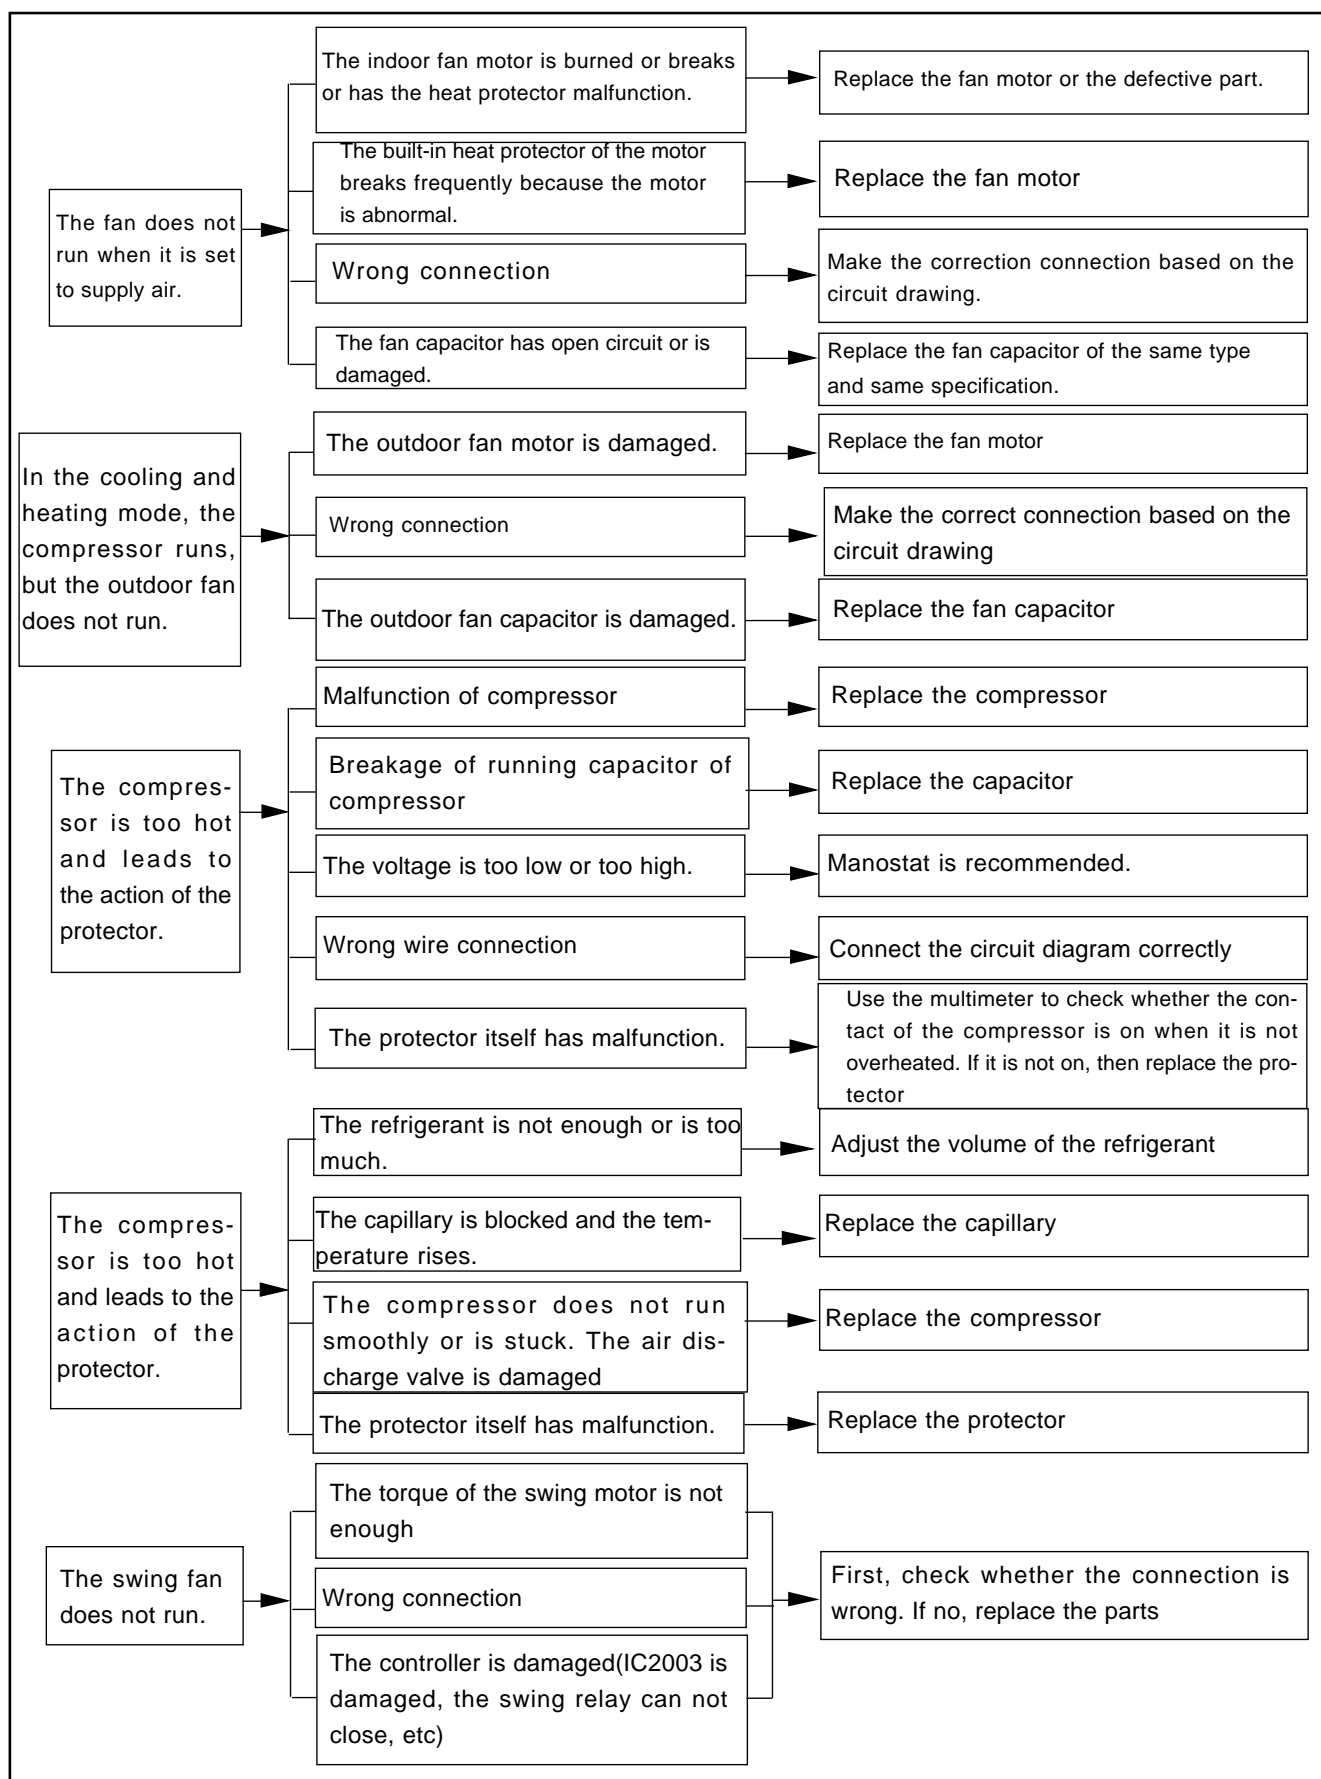 The indoor fan motor is burned or breaks
or has the heat protector malfunction.
Replace the fan motor or the defective part.
The built-in heat protector of the motor
breaks frequently because the motor
is abnormal.
Replace the fan motor
The fan does not
run when it is set
to supply air.
Wrong connection
Make the correction connection based on the
circuit drawing.
The fan capacitor has open circuit or is
damaged.
Replace the fan capacitor of the same type
and same specification.
In the cooling and
heating mode, the
compressor runs,
but the outdoor fan
does not run.
The outdoor fan motor is damaged.
Replace the fan motor
Wrong connection
Make the correct connection based on the
circuit drawing
The outdoor fan capacitor is damaged.
Replace the fan capacitor
Malfunction of compressor
Replace the compressor
The compres-
sor is too hot
and leads to
the action of the
protector.
Breakage of running capacitor of
compressor
Replace the capacitor
The voltage is too low or too high.
Manostat is recommended.
Wrong wire connection
Connect the circuit diagram correctly
The protector itself has malfunction.
Use the multimeter to check whether the con-
tact of the compressor is on when it is not
overheated. If it is not on, then replace the pro-
tector
The refrigerant is not enough or is too
much.
Adjust the volume of the refrigerant
The compres-
sor is too hot
and leads to the
action of the
protector.
The capillary is blocked and the tem-
perature rises.
Replace the capillary
The compressor does not run
smoothly or is stuck. The air dis-
charge valve is damaged
Replace the compressor
The protector itself has malfunction.
Replace the protector
The torque of the swing motor is not
enough
The swing fan
does not run.
Wrong connection
First, check whether the connection is
wrong. If no, replace the parts
The controller is damaged(IC2003 is
damaged, the swing relay can not
close, etc)